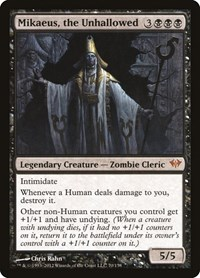 Mikaeus, the Unhallowed 3
Legendary Creature — Zombie Cleric
Intimidate
Whenever a Human deals damage to you,
destroy it.
Other non-Human creatures you control get
+1/+1 and have undying. (When a creature
with undying dies, if it had no +1/+1 counters
on it, return it to the battlefield under its owner's
control with a +1/+1 counter on it.)
Chris Rahn
5/5